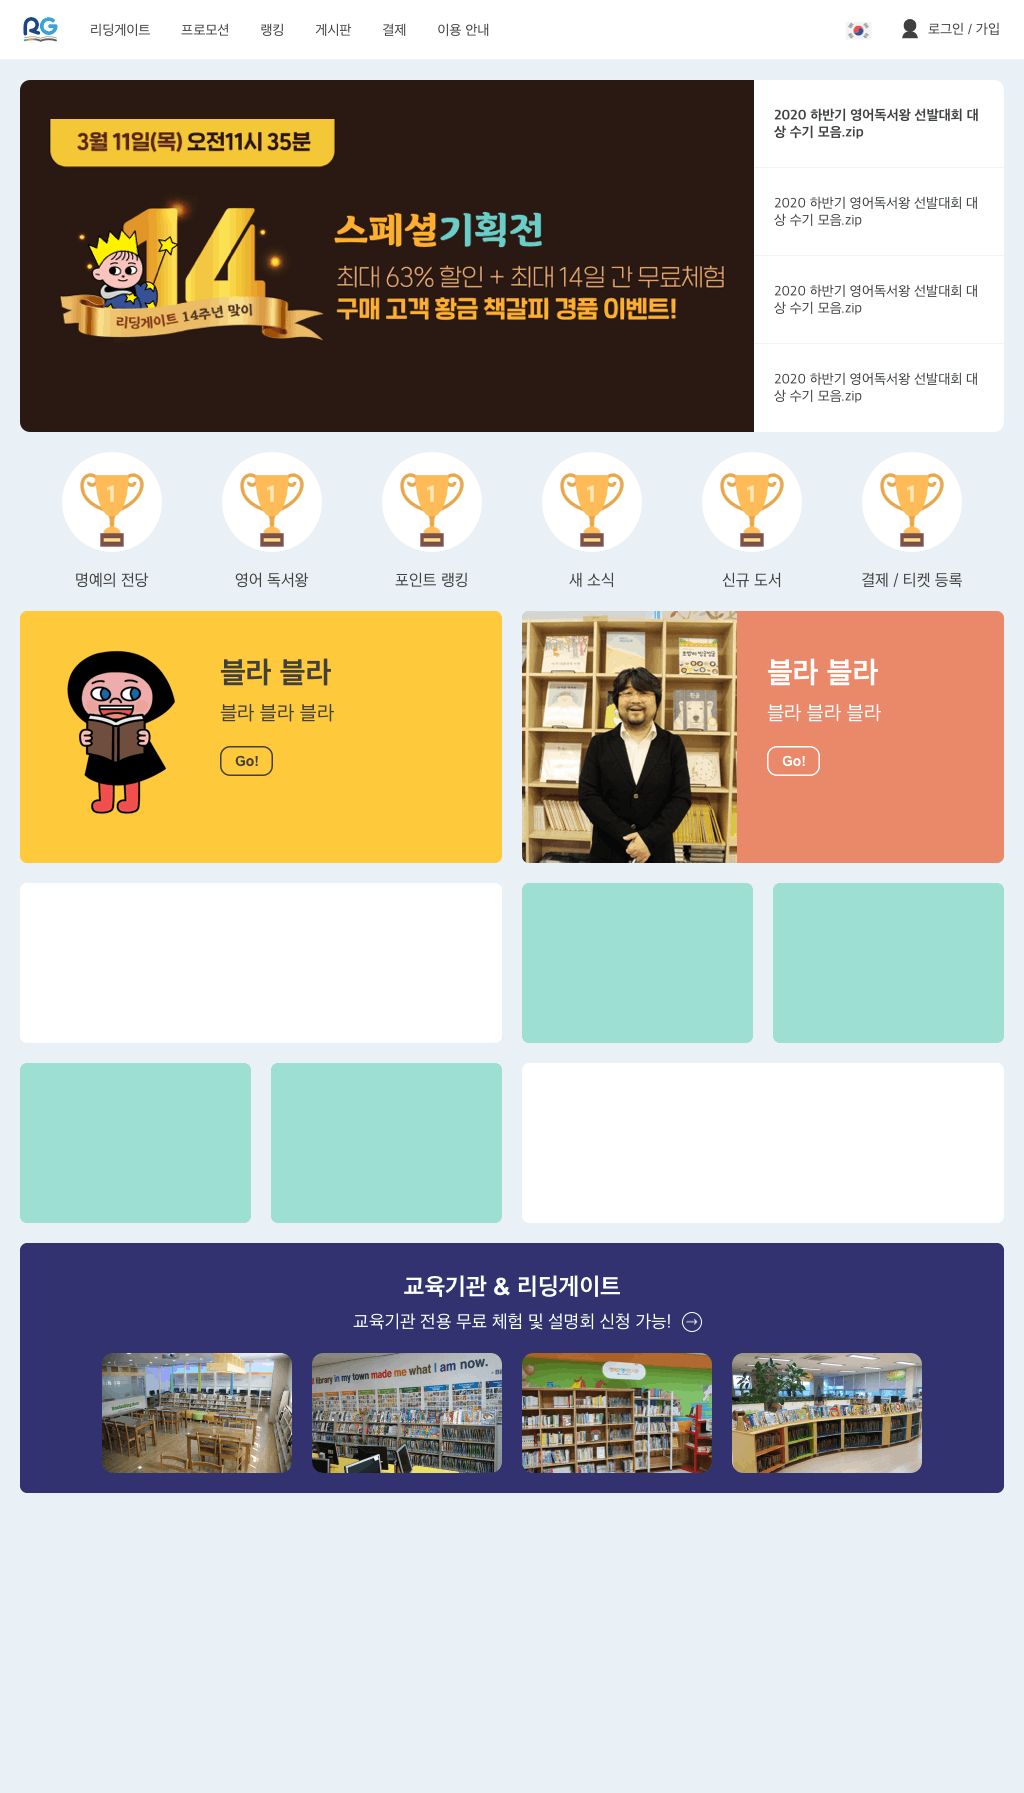 RG
리딩게이트
프로모션
랭킹
게시판
결제
이용 안내
로그인 / 가입
3월 11일(목) 오전11시 35분
14
리딩게이트 14주년 맞이
스페셜기획전
최대 63% 할인 + 최대 14일 간 무료체험
구매 고객 황금 책갈피 경품 이벤트!
2020 하반기 영어독서왕 선발대회 대
상 수기 모음.zip
2020 하반기 영어독서왕 선발대회 대
상 수기 모음.zip
2020 하반기 영어독서왕 선발대회 대
상 수기 모음.zip
2020 하반기 영어독서왕 선발대회 대
상 수기 모음.zip
1
1
1
1
1
1
명예의 전당
영어 독서왕
포인트 랭킹
새 소식
신규 도서
결제 / 티켓 등록
블라 블라
블라 블라 블라
Go!
블라 블라
블라 블라 블라
Go!
교육기관 & 리딩게이트
교육기관 전용 무료 체험 및 설명회 신청 가능!
library in my town made me what I am now.